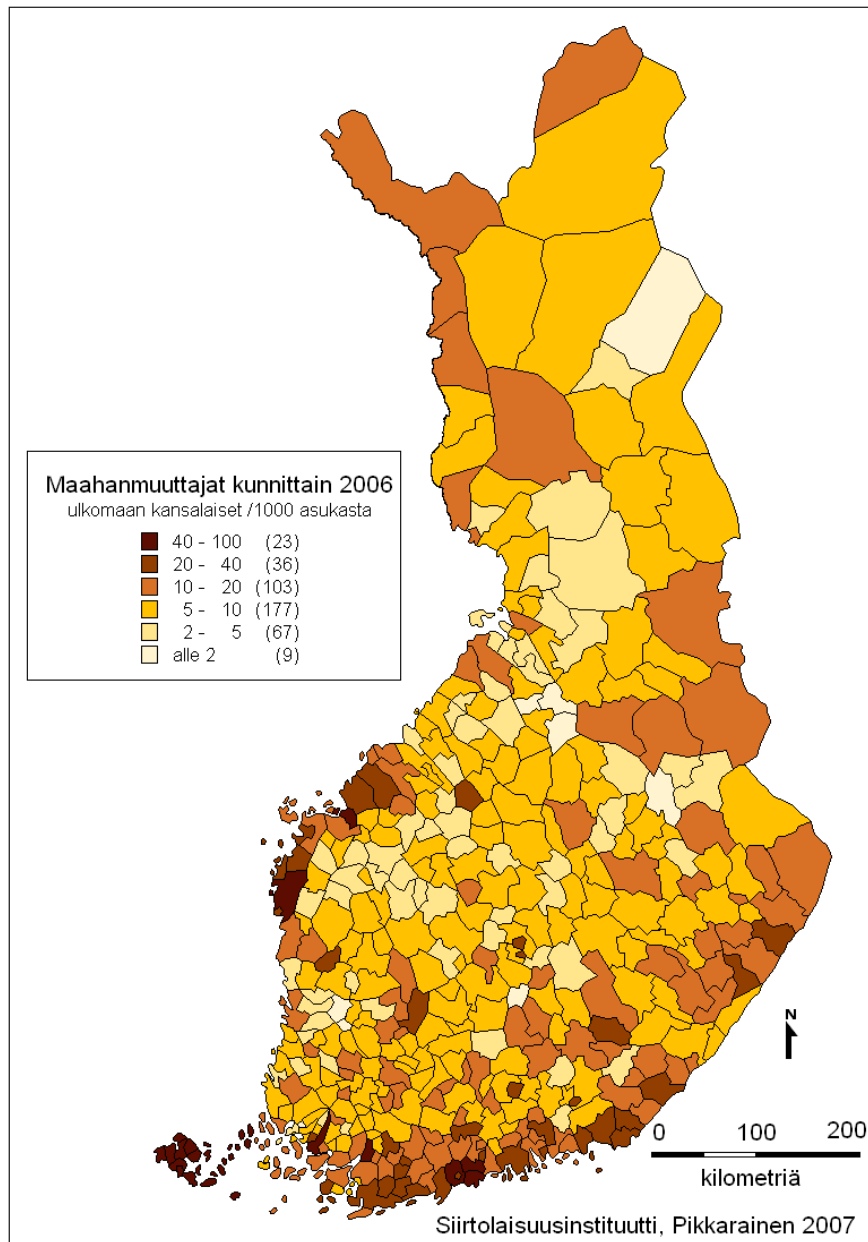 Maahanmuuttajat kunnittain 2006
ulkomaan kansalaiset /1000 asukasta
40 - 100 (23)
20 - 40 (36)
10 - 20 (103)
5 - 10 (177)
2 - 5 (67)
alle 2 (9)
N
0 100 200
kilometriä
Siirtolaisuusinstituutti, Pikkarainen 2007